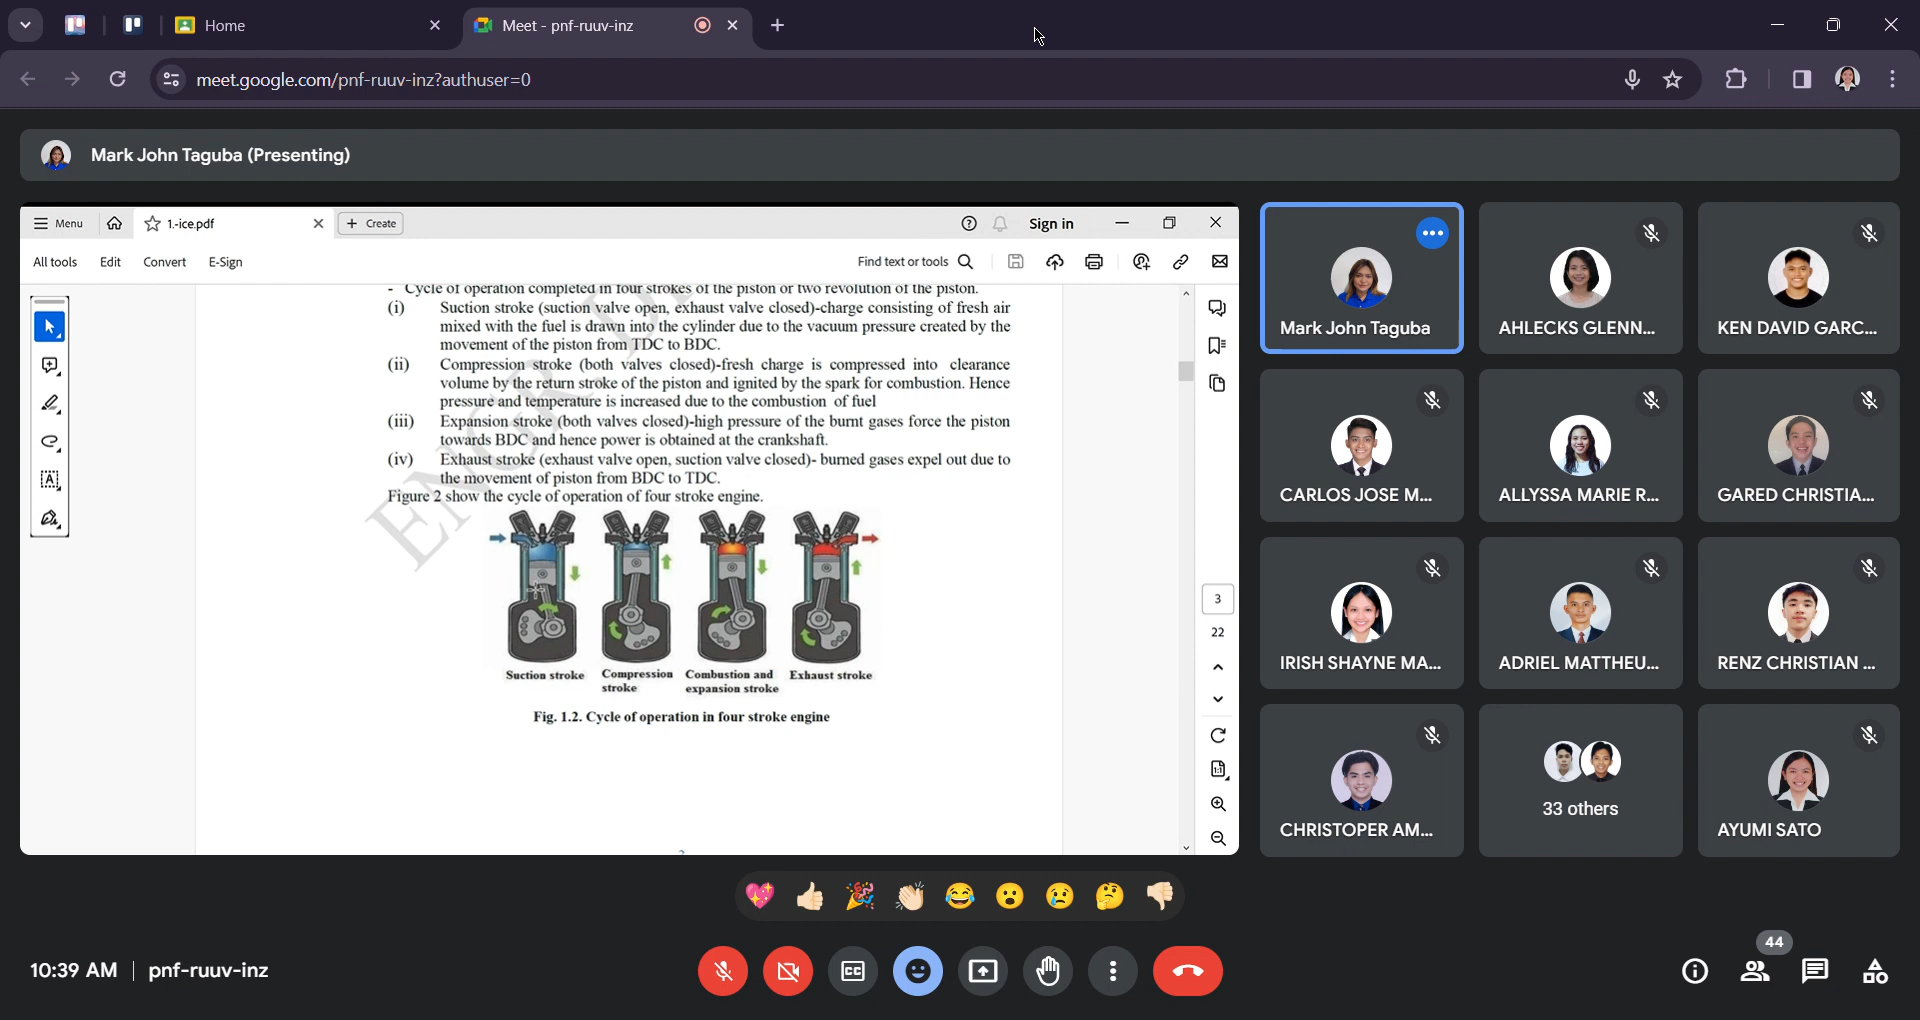 Home
Meet - pnf-ruuv-inz
meet.google.com/pnf-ruuv-inz?authuser=0
Mark John Taguba (Presenting)
Menu
1.-ice.pdf
Create
Sign in
All tools
Edit
Convert
E-Sign
Find text or tools
- Cycle of operation completed in four strokes of the piston or two revolution of the piston.
(i) Suction stroke (suction valve open, exhaust valve closed)-charge consisting of fresh air
mixed with the fuel is drawn into the cylinder due to the vacuum pressure created by the
movement of the piston from TDC to BDC.
(ii) Compression stroke (both valves closed)-fresh charge is compressed into clearance
volume by the return stroke of the piston and ignited by the spark for combustion. Hence
pressure and temperature is increased due to the combustion of fuel
(iii) Expansion stroke (both valves closed)-high pressure of the burnt gases force the piston
towards BDC and hence power is obtained at the crankshaft.
(iv) Exhaust stroke (exhaust valve open, suction valve closed)- burned gases expel out due to
the movement of piston from BDC to TDC.
Figure 2 show the cycle of operation of four stroke engine.
ENGR.
Suction stroke
Compression
stroke
Combustion and
expansion stroke
Exhaust stroke
Fig. 1.2. Cycle of operation in four stroke engine
3
22
Mark John Taguba
AHLECKS GLENN...
KEN DAVID GARC...
CARLOS JOSE M...
ALLYSSA MARIE R...
GARED CHRISTIA...
IRISH SHAYNE MA...
ADRIEL MATTHEU...
RENZ CHRISTIAN ...
CHRISTOPER AM...
33 others
AYUMI SATO
10:39 AM | pnf-ruuv-inz
CC
44